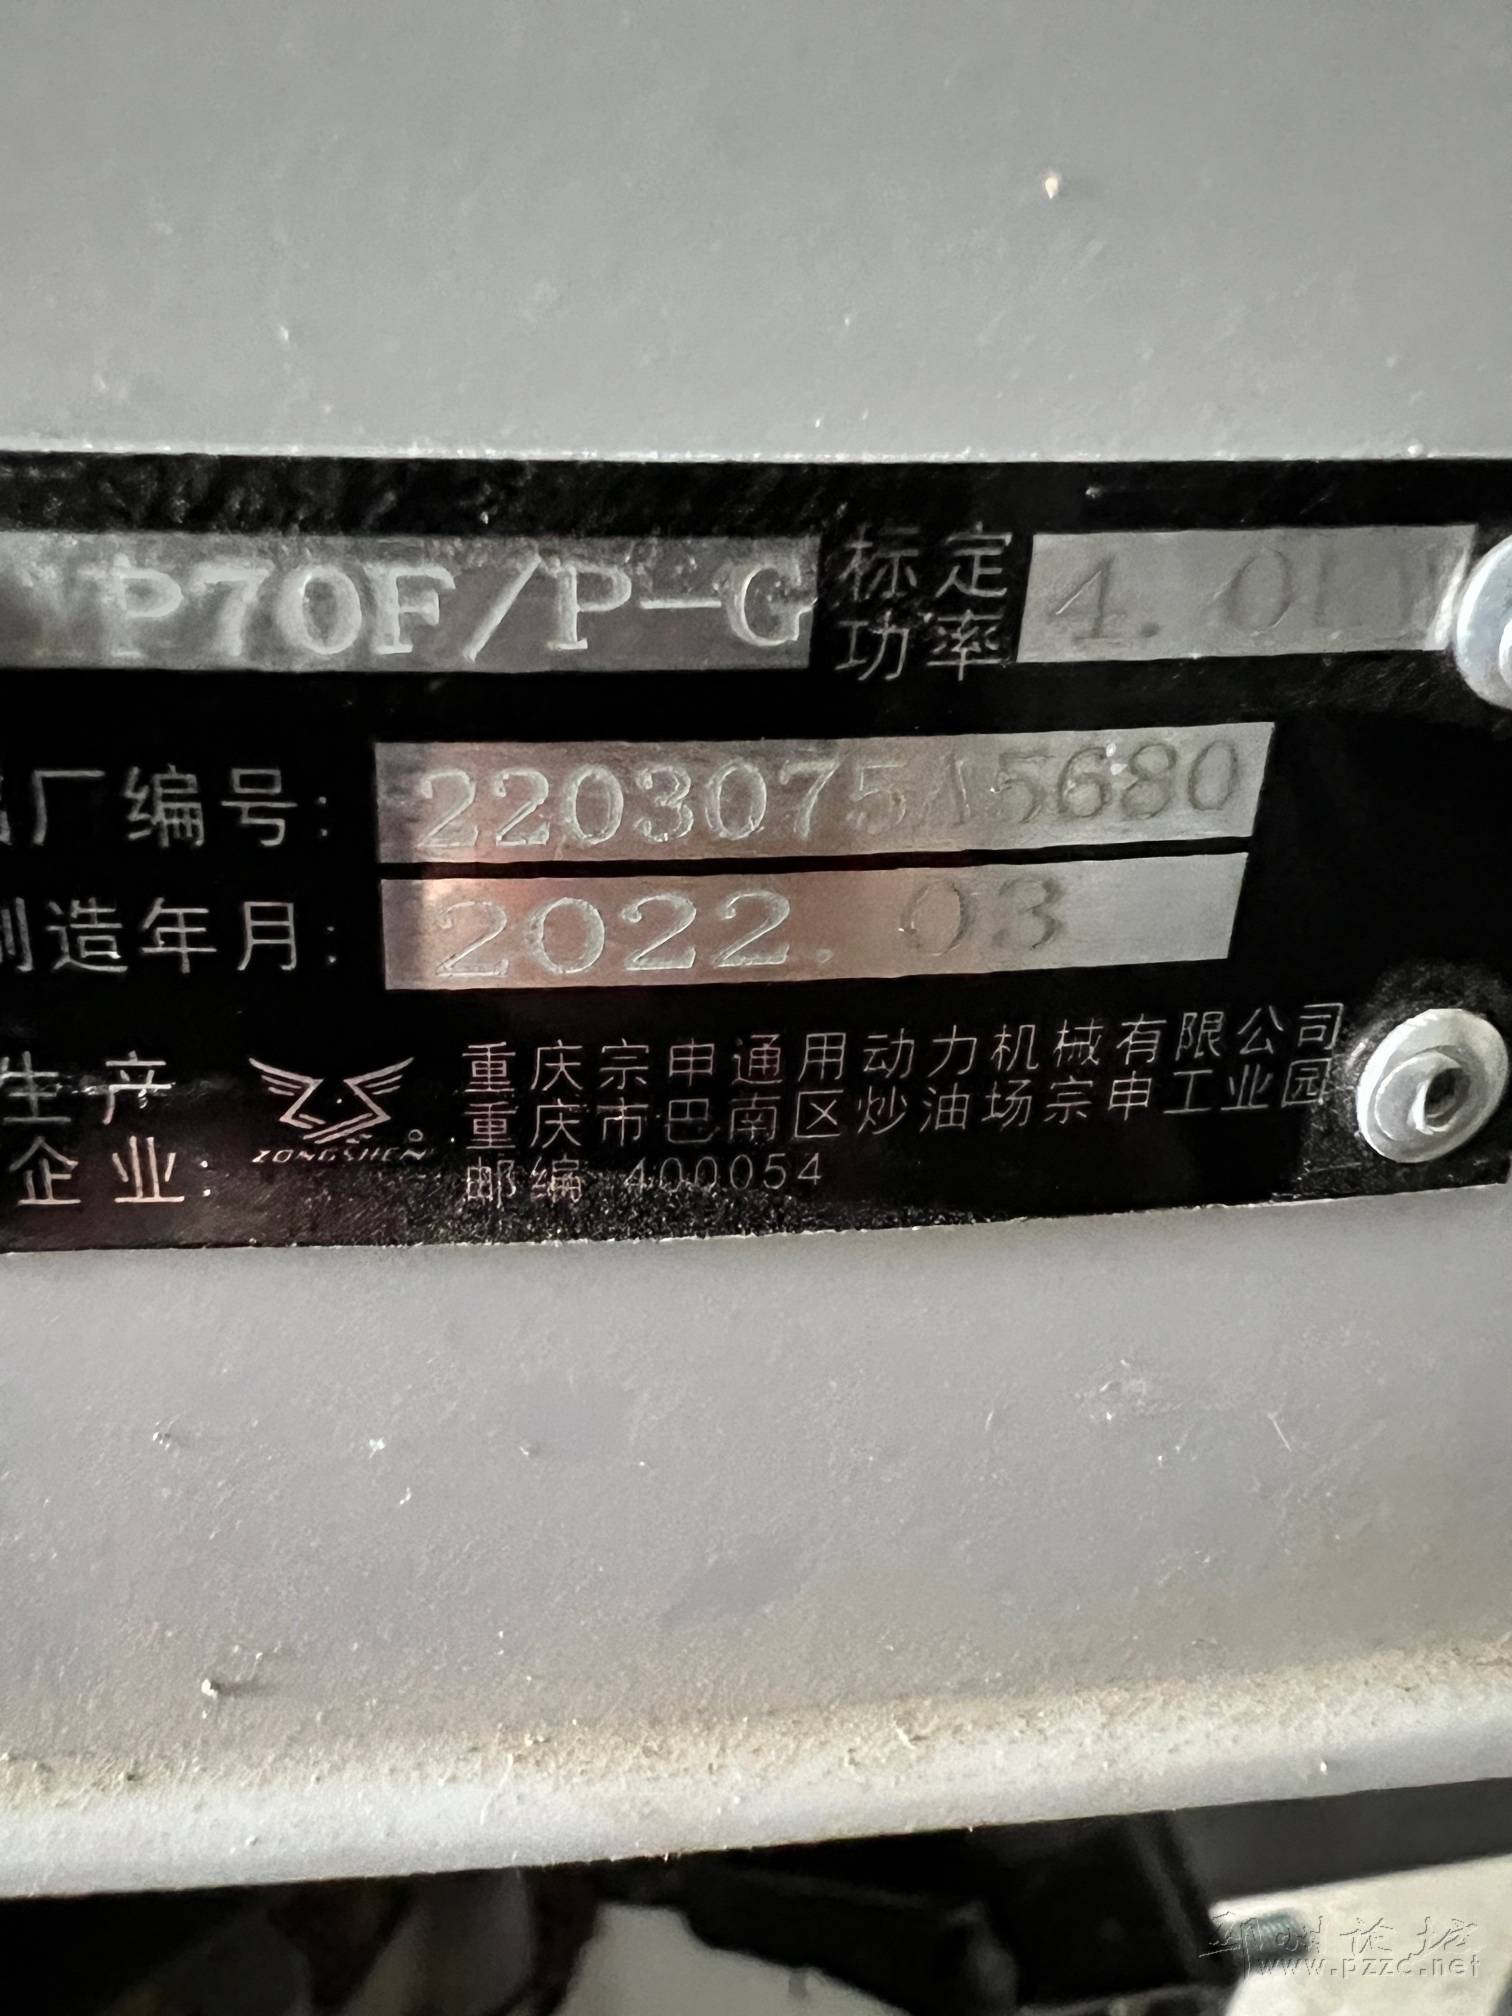 P70F/P-G 标定功率 4.0
厂编号: 220307515680
制造年月: 2022.03
生产企业: ZONGSHEN
重庆宗申通用动力机械有限公司
重庆市巴南区炒油场宗申工业园
邮编 400054
www.pzzc.net